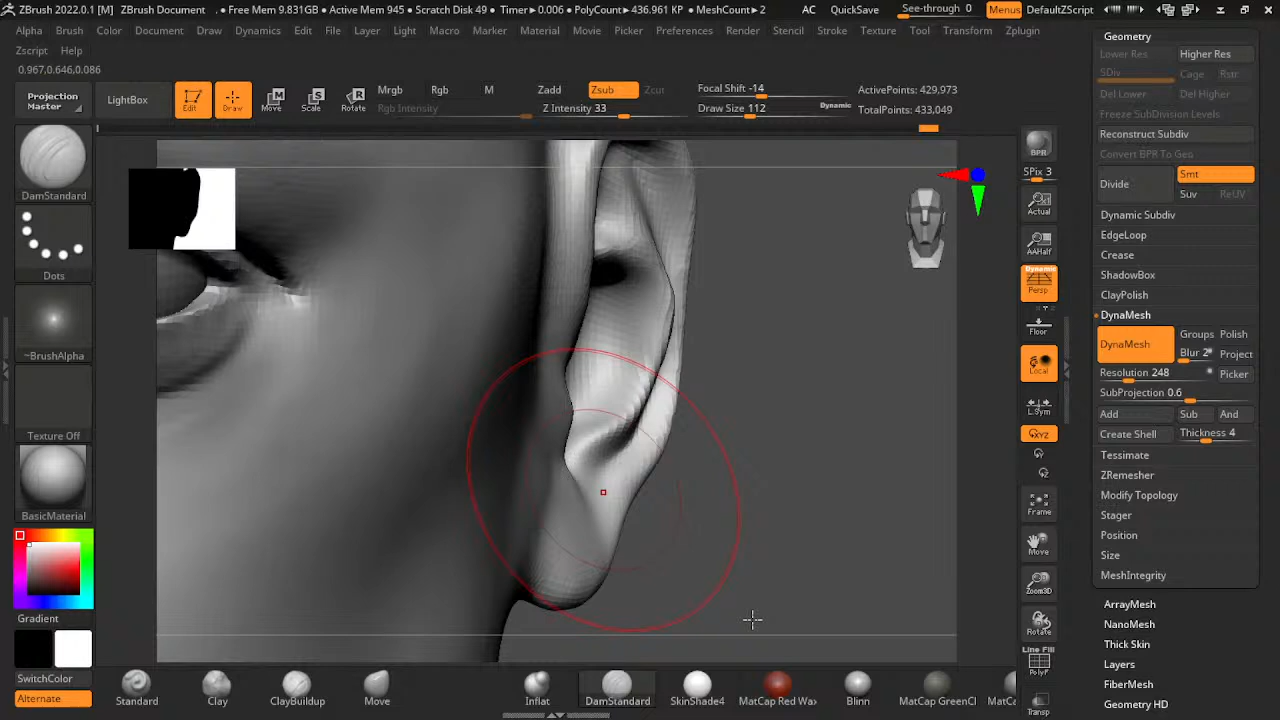 ZBrush 2022.0.1 [M] ZBrush Document . • Free Mem 9.831GB • Active Mem 945 • Scratch Disk 49 • Timer▸0.006 • PolyCount▸436.961 KP • MeshCount▸2 AC QuickSave See-through 0 Menus DefaultZScript
Alpha Brush Color Document Draw Dynamics Edit File Layer Light Macro Marker Material Movie Picker Preferences Render Stencil Stroke Texture Tool Transform Zplugin
Zscript Help
0.967,0.646,0.086
Projection Master
LightBox
Edit
Draw
Move
Scale
Rotate
Mrgb Rgb M
Rgb Intensity
Zadd Zsub Zcut
Z Intensity 33
Focal Shift -14
Draw Size 112 Dynamic
ActivePoints: 429,973
TotalPoints: 433,049
DamStandard
Dots
~BrushAlpha
Texture Off
BasicMaterial
Gradient
SwitchColor
Alternate
BPR
SPix 3
Actual
AAHalf
Dynamic
Persp
Floor
Local
L.Sym
XYZ
Frame
Move
Zoom3D
Rotate
Line Fill
PolyF
Transp
Geometry
Lower Res Higher Res
SDiv Cage Rstr
Del Lower Del Higher
Freeze SubDivision Levels
Reconstruct Subdiv
Convert BPR To Geo
Divide Smt
Suv ReUV
Dynamic Subdiv
EdgeLoop
Crease
ShadowBox
ClayPolish
DynaMesh
DynaMesh Groups Polish
Blur 2 Project
Resolution 248 Picker
SubProjection 0.6
Add Sub And
Create Shell Thickness 4
Tessimate
ZRemesher
Modify Topology
Stager
Position
Size
MeshIntegrity
ArrayMesh
NanoMesh
Thick Skin
Layers
FiberMesh
Geometry HD
Standard Clay ClayBuildup Move Inflat DamStandard SkinShade4 MatCap Red Wax Blinn MatCap GreenCl MatCa